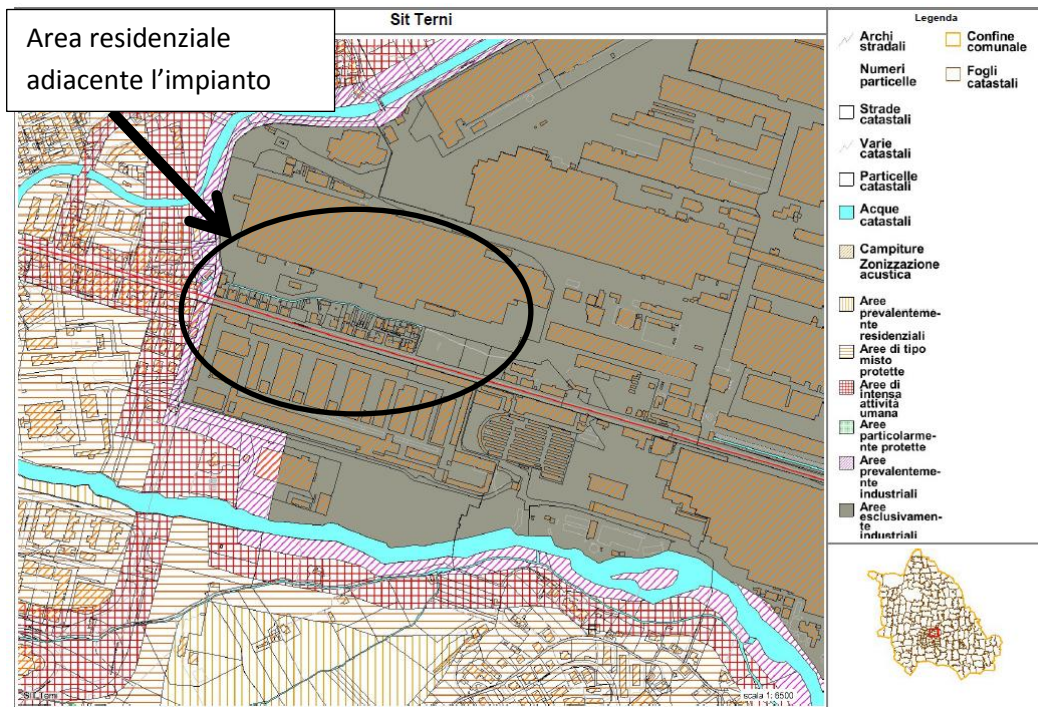 Sit Terni
Area residenziale
adiacente l’impianto
Legenda
Archi
stradali
Numeri
particelle
Strade
catastali
Varie
catastali
Particelle
catastali
Acque
catastali
Campiture
Zonizzazione
acustica
Aree
prevalenteme-
nte
residenziali
Aree di tipo
misto
protette
Aree di
intensa
attività
umana
Aree
particolarme-
nte protette
Aree
prevalenteme-
nte
industriali
Aree
esclusivamen-
te
industriali
Confine
comunale
Fogli
catastali
Sit Terni
scala 1: 6500